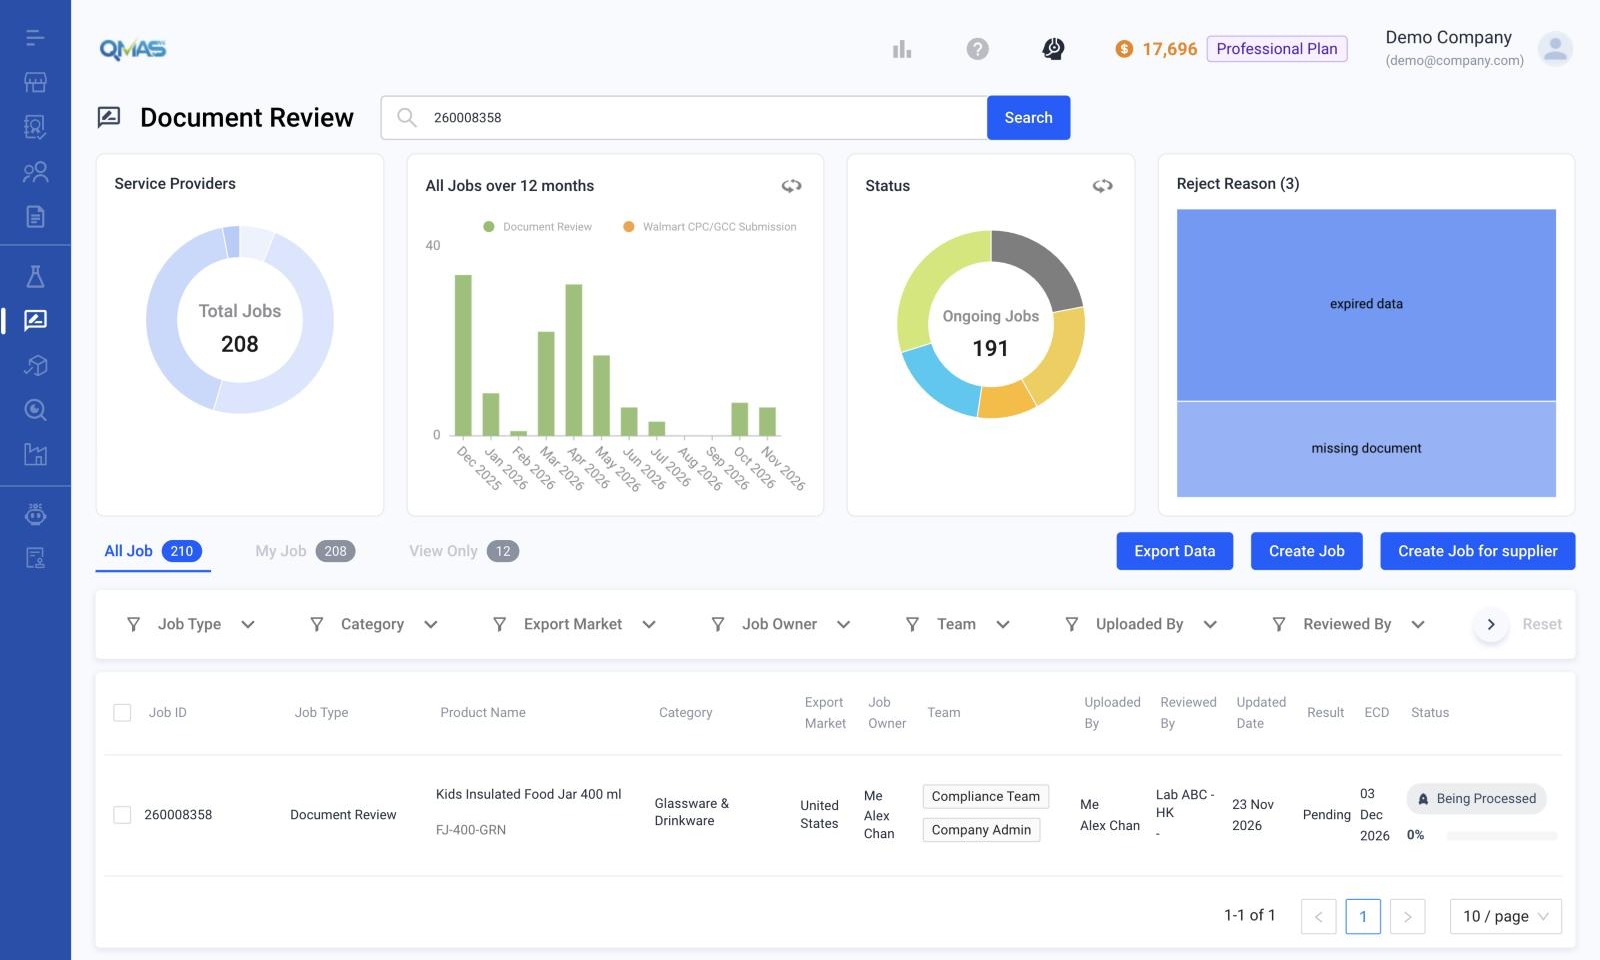 QMAS
17,696
Professional Plan
Demo Company
(demo@company.com)
Document Review
260008358
Search
Service Providers
Total Jobs
208
All Jobs over 12 months
Document Review
Walmart CPC/GCC Submission
40
0
Dec 2025
Jan 2026
Feb 2026
Mar 2026
Apr 2026
May 2026
Jun 2026
Jul 2026
Aug 2026
Sep 2026
Oct 2026
Nov 2026
Status
Ongoing Jobs
191
Reject Reason (3)
expired data
missing document
All Job 210
My Job 208
View Only 12
Export Data
Create Job
Create Job for supplier
Job Type
Category
Export Market
Job Owner
Team
Uploaded By
Reviewed By
Reset
Job ID
Job Type
Product Name
Category
Export
Market
Job
Owner
Team
Uploaded
By
Reviewed
By
Updated
Date
Result
ECD
Status
260008358
Document Review
Kids Insulated Food Jar 400 ml
FJ-400-GRN
Glassware &
Drinkware
United
States
Me
Alex
Chan
Compliance Team
Company Admin
Me
Alex Chan
Lab ABC -
HK
-
23 Nov
2026
Pending
03
Dec
2026
Being Processed
0%
1-1 of 1
1
10 / page